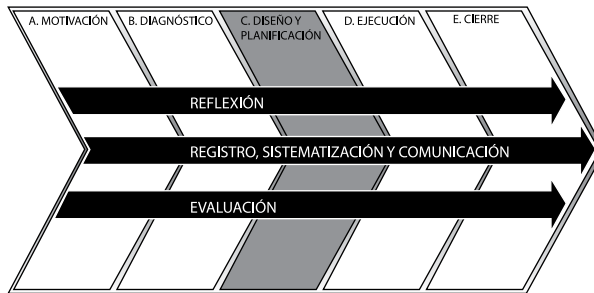 A. MOTIVACIÓN
B. DIAGNÓSTICO
C. DISEÑO Y
PLANIFICACIÓN
D. EJECUCIÓN
E. CIERRE
REFLEXIÓN
REGISTRO, SISTEMATIZACIÓN Y COMUNICACIÓN
EVALUACIÓN